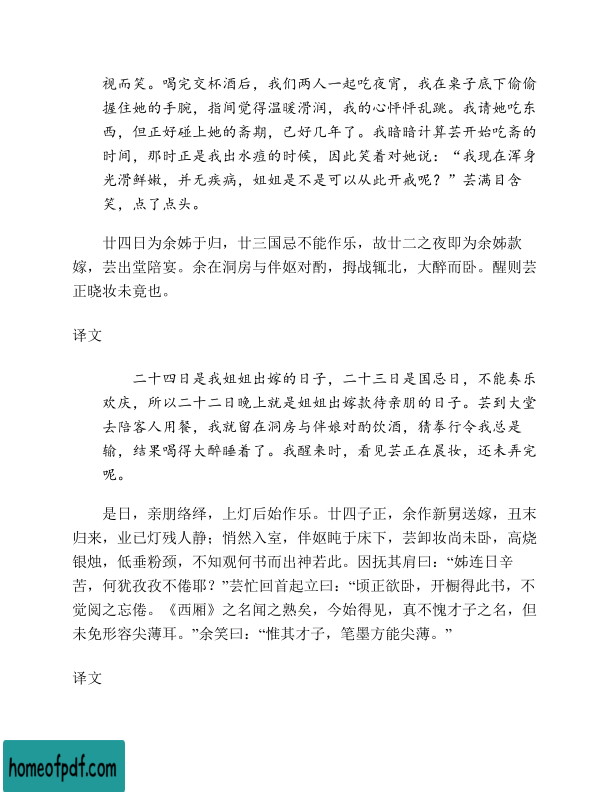 视而笑。喝完交杯酒后，我们两人一起吃夜宵，我在桌子底下偷偷
握住她的手腕，指间觉得温暖滑润，我的心怦怦乱跳。我请她吃东
西，但正好碰上她的斋期，已好几年了。我暗暗计算芸开始吃斋的
时间，那时正是我出水痘的时候，因此笑着对她说：“我现在浑身
光滑鲜嫩，并无疾病，姐姐是不是可以从此开戒呢？”芸满目含
笑，点了点头。
廿四日为余姊于归，廿三国忌不能作乐，故廿二之夜即为余姊款
嫁，芸出堂陪宴。余在洞房与伴妪对酌，拇战辄北，大醉而卧。醒则芸
正晓妆未竟也。
译文
二十四日是我姐姐出嫁的日子，二十三日是国忌日，不能奏乐
欢庆，所以二十二日晚上就是姐姐出嫁款待亲朋的日子。芸到大堂
去陪客人用餐，我就留在洞房与伴娘对酌饮酒，猜拳行令我总是
输，结果喝得大醉睡着了。我醒来时，看见芸正在晨妆，还未弄完
呢。
是日，亲朋络绎，上灯后始作乐。廿四子正，余作新舅送嫁，丑末
归来，业已灯残人静；悄然入室，伴妪盹于床下，芸卸妆尚未卧，高烧
银烛，低垂粉颈，不知观何书而出神若此。因抚其肩曰：“姊连日辛
苦，何犹孜孜不倦耶？”芸忙回首起立曰：“顷正欲卧，开橱得此书，不
觉阅之忘倦。《西厢》之名闻之熟矣，今始得见，真不愧才子之名，但
未免形容尖薄耳。”余笑曰：“惟其才子，笔墨方能尖薄。”
译文
homeofpdf.com